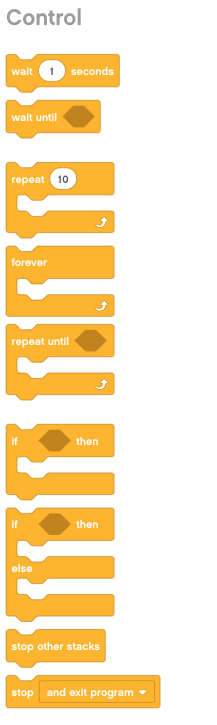 Control
wait 1 seconds
wait until
repeat 10
forever
repeat until
if then
if then
else
stop other stacks
stop and exit program